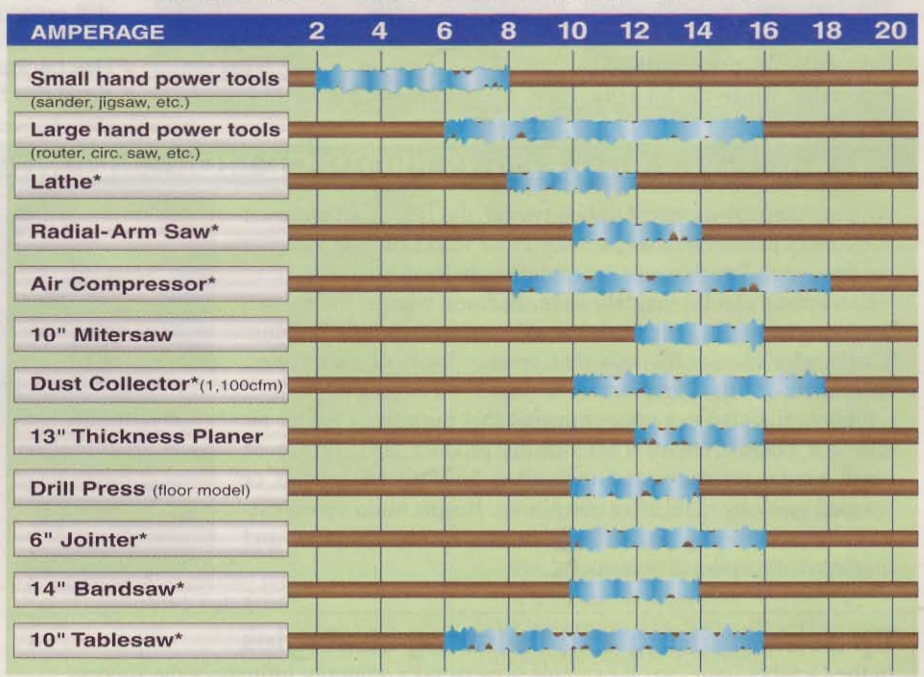 AMPERAGE 2 4 6 8 10 12 14 16 18 20
Small hand power tools
(sander, jigsaw, etc.)
Large hand power tools
(router, circ. saw, etc.)
Lathe*
Radial-Arm Saw*
Air Compressor*
10" Mitersaw
Dust Collector*(1,100cfm)
13" Thickness Planer
Drill Press (floor model)
6" Jointer*
14" Bandsaw*
10" Tablesaw*